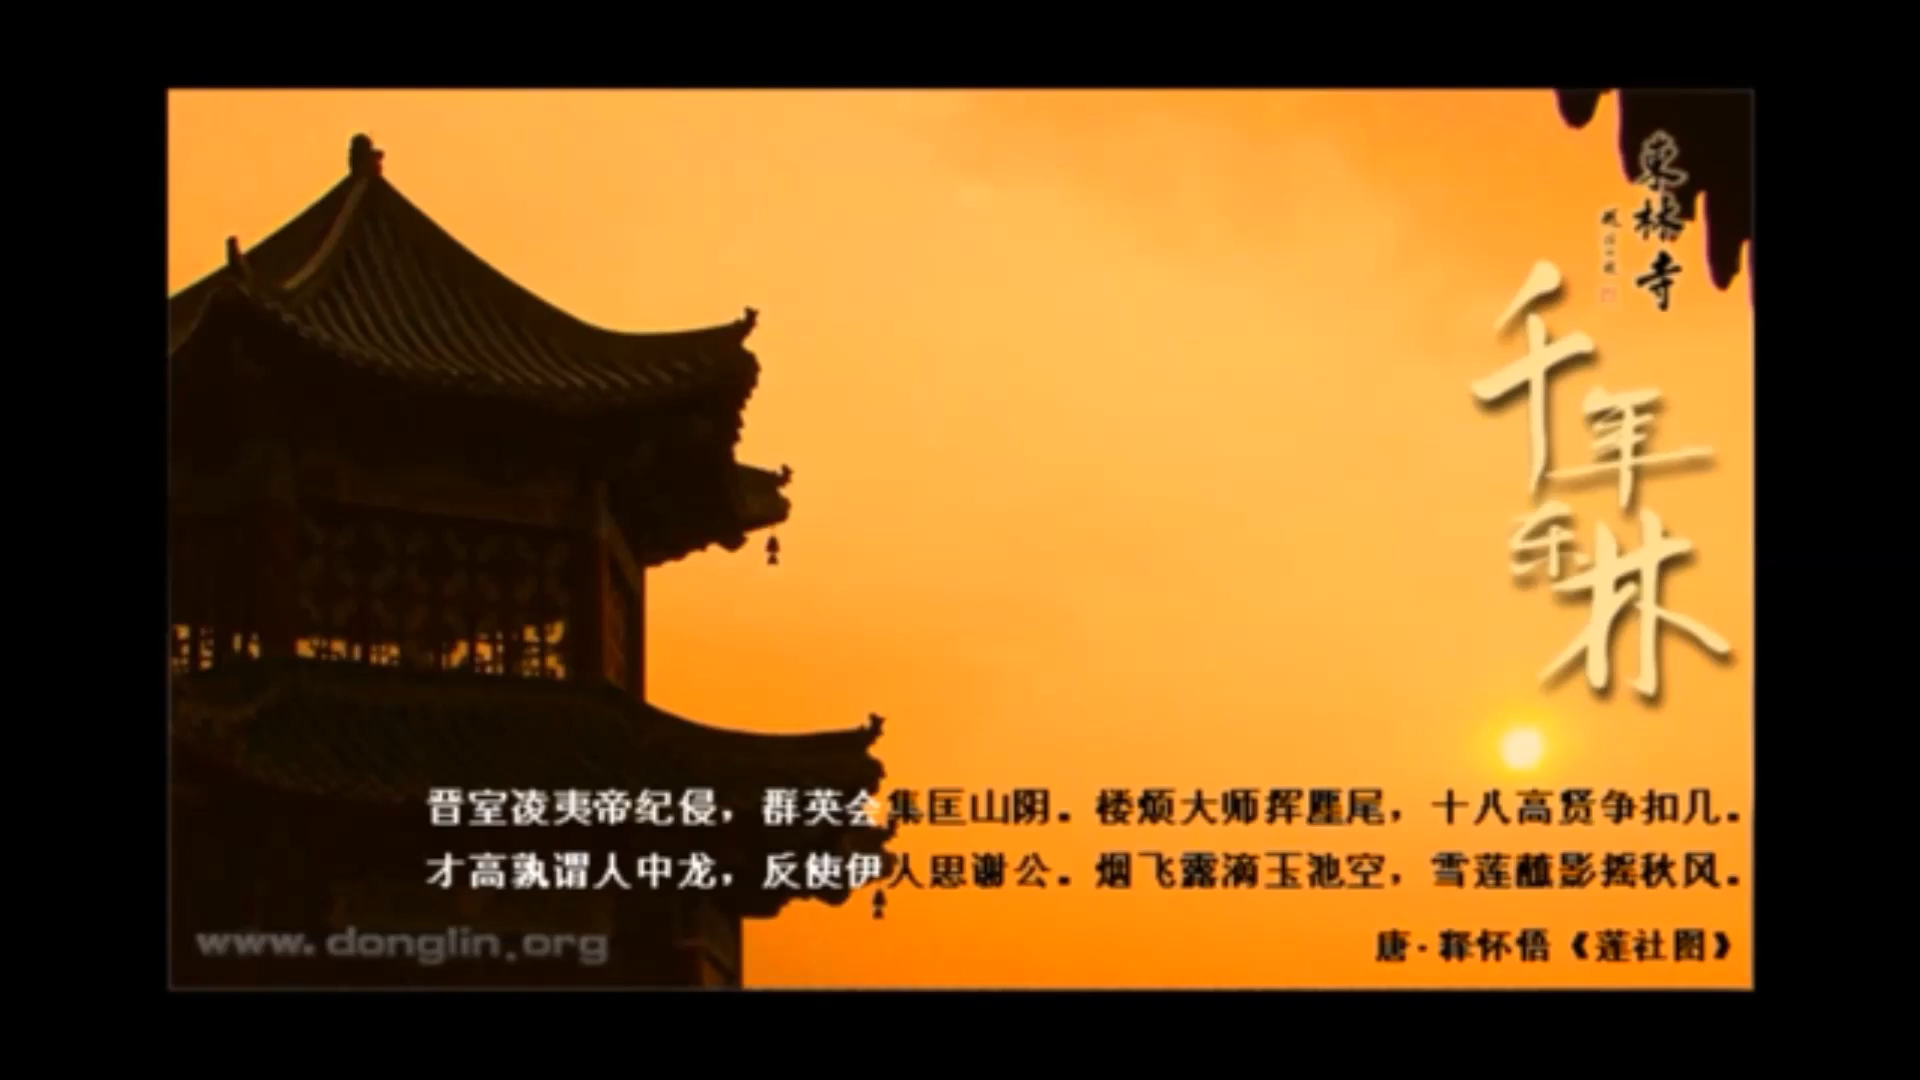 東林寺
千年东林
晋室凌夷帝纪侵，群英会集匡山阴．楼烦大师挥麈尾，十八高贤争扣几．
才高孰谓人中龙，反使伊人思谢公．烟飞露滴玉池空，雪莲蘸影摇秋风．
唐·释怀悟《莲社图》
www.donglin.org